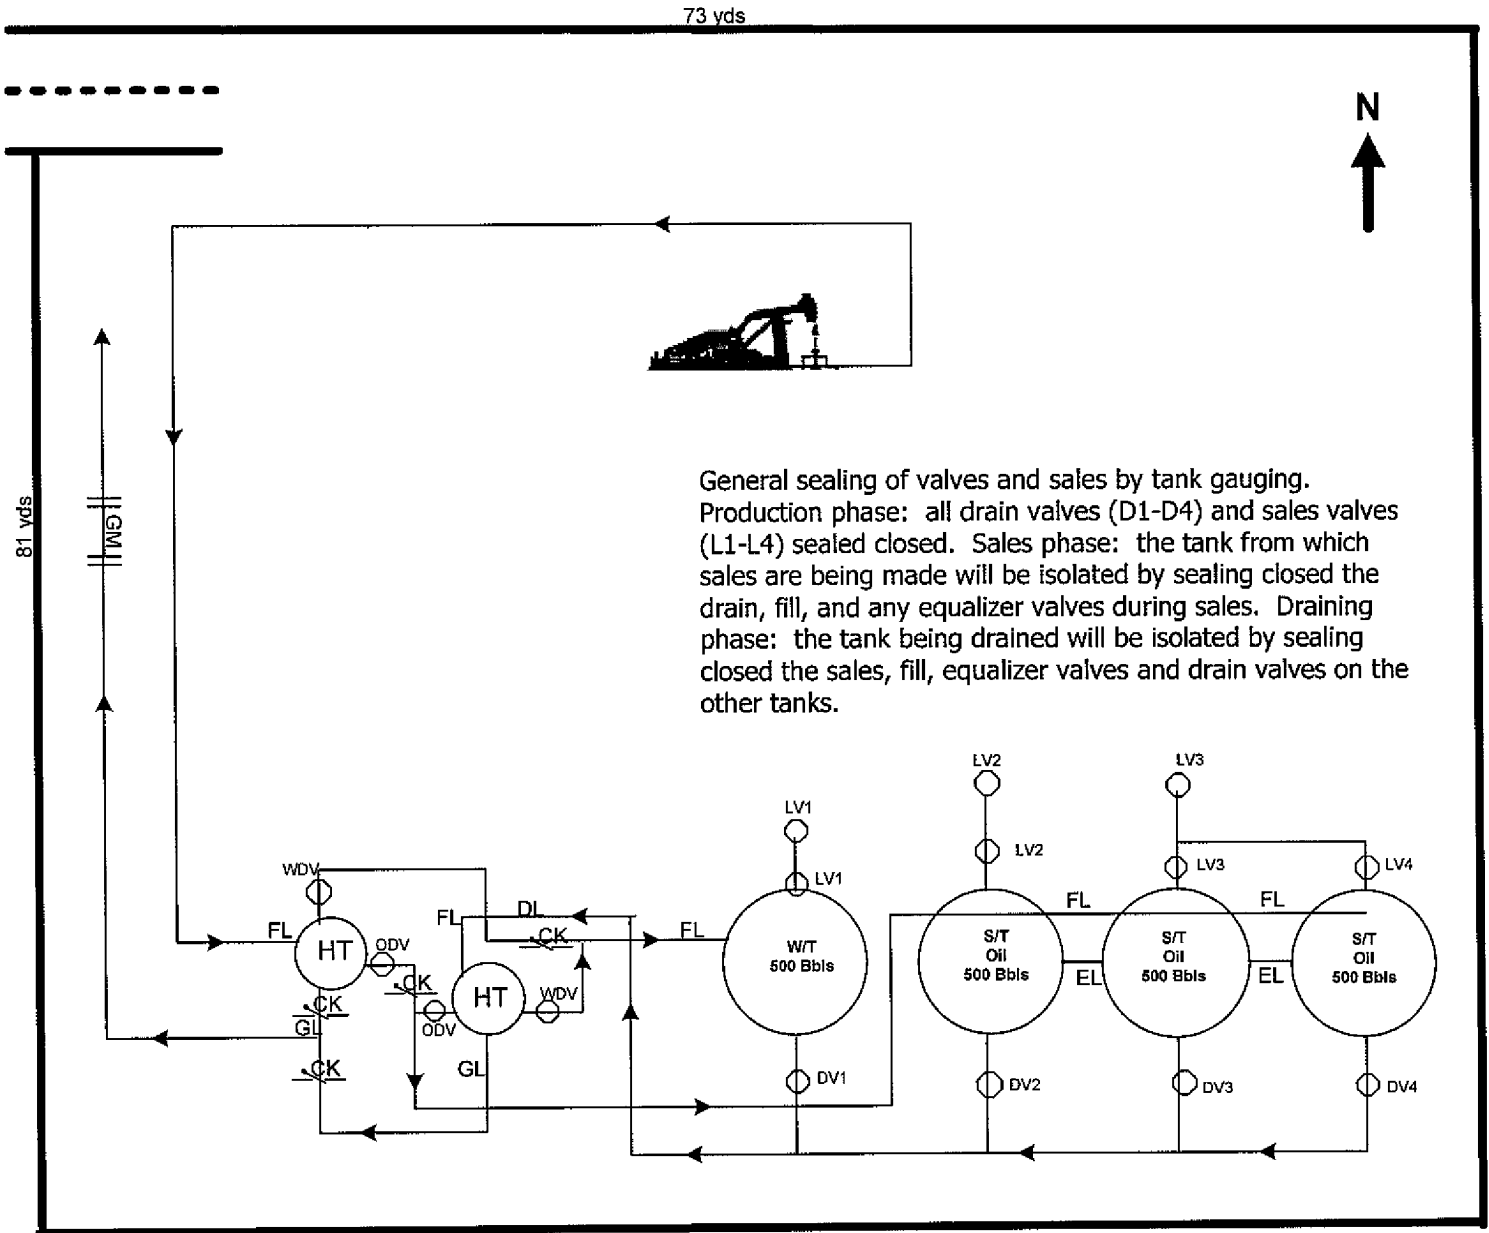 73 yds
N
81 yds
GM
General sealing of valves and sales by tank gauging.
Production phase: all drain valves (D1-D4) and sales valves
(L1-L4) sealed closed. Sales phase: the tank from which
sales are being made will be isolated by sealing closed the
drain, fill, and any equalizer valves during sales. Draining
phase: the tank being drained will be isolated by sealing
closed the sales, fill, equalizer valves and drain valves on the
other tanks.
LV2
LV3
LV1
LV2
LV3
LV4
WDV
LV1
FL
HT
ODV
FL
DL
CK
FL
FL
FL
W/T
500 Bbls
S/T
Oil
500 Bbls
S/T
Oil
500 Bbls
S/T
Oil
500 Bbls
EL
EL
CK
CK
GL
ODV
HT
WDV
CK
GL
DV1
DV2
DV3
DV4